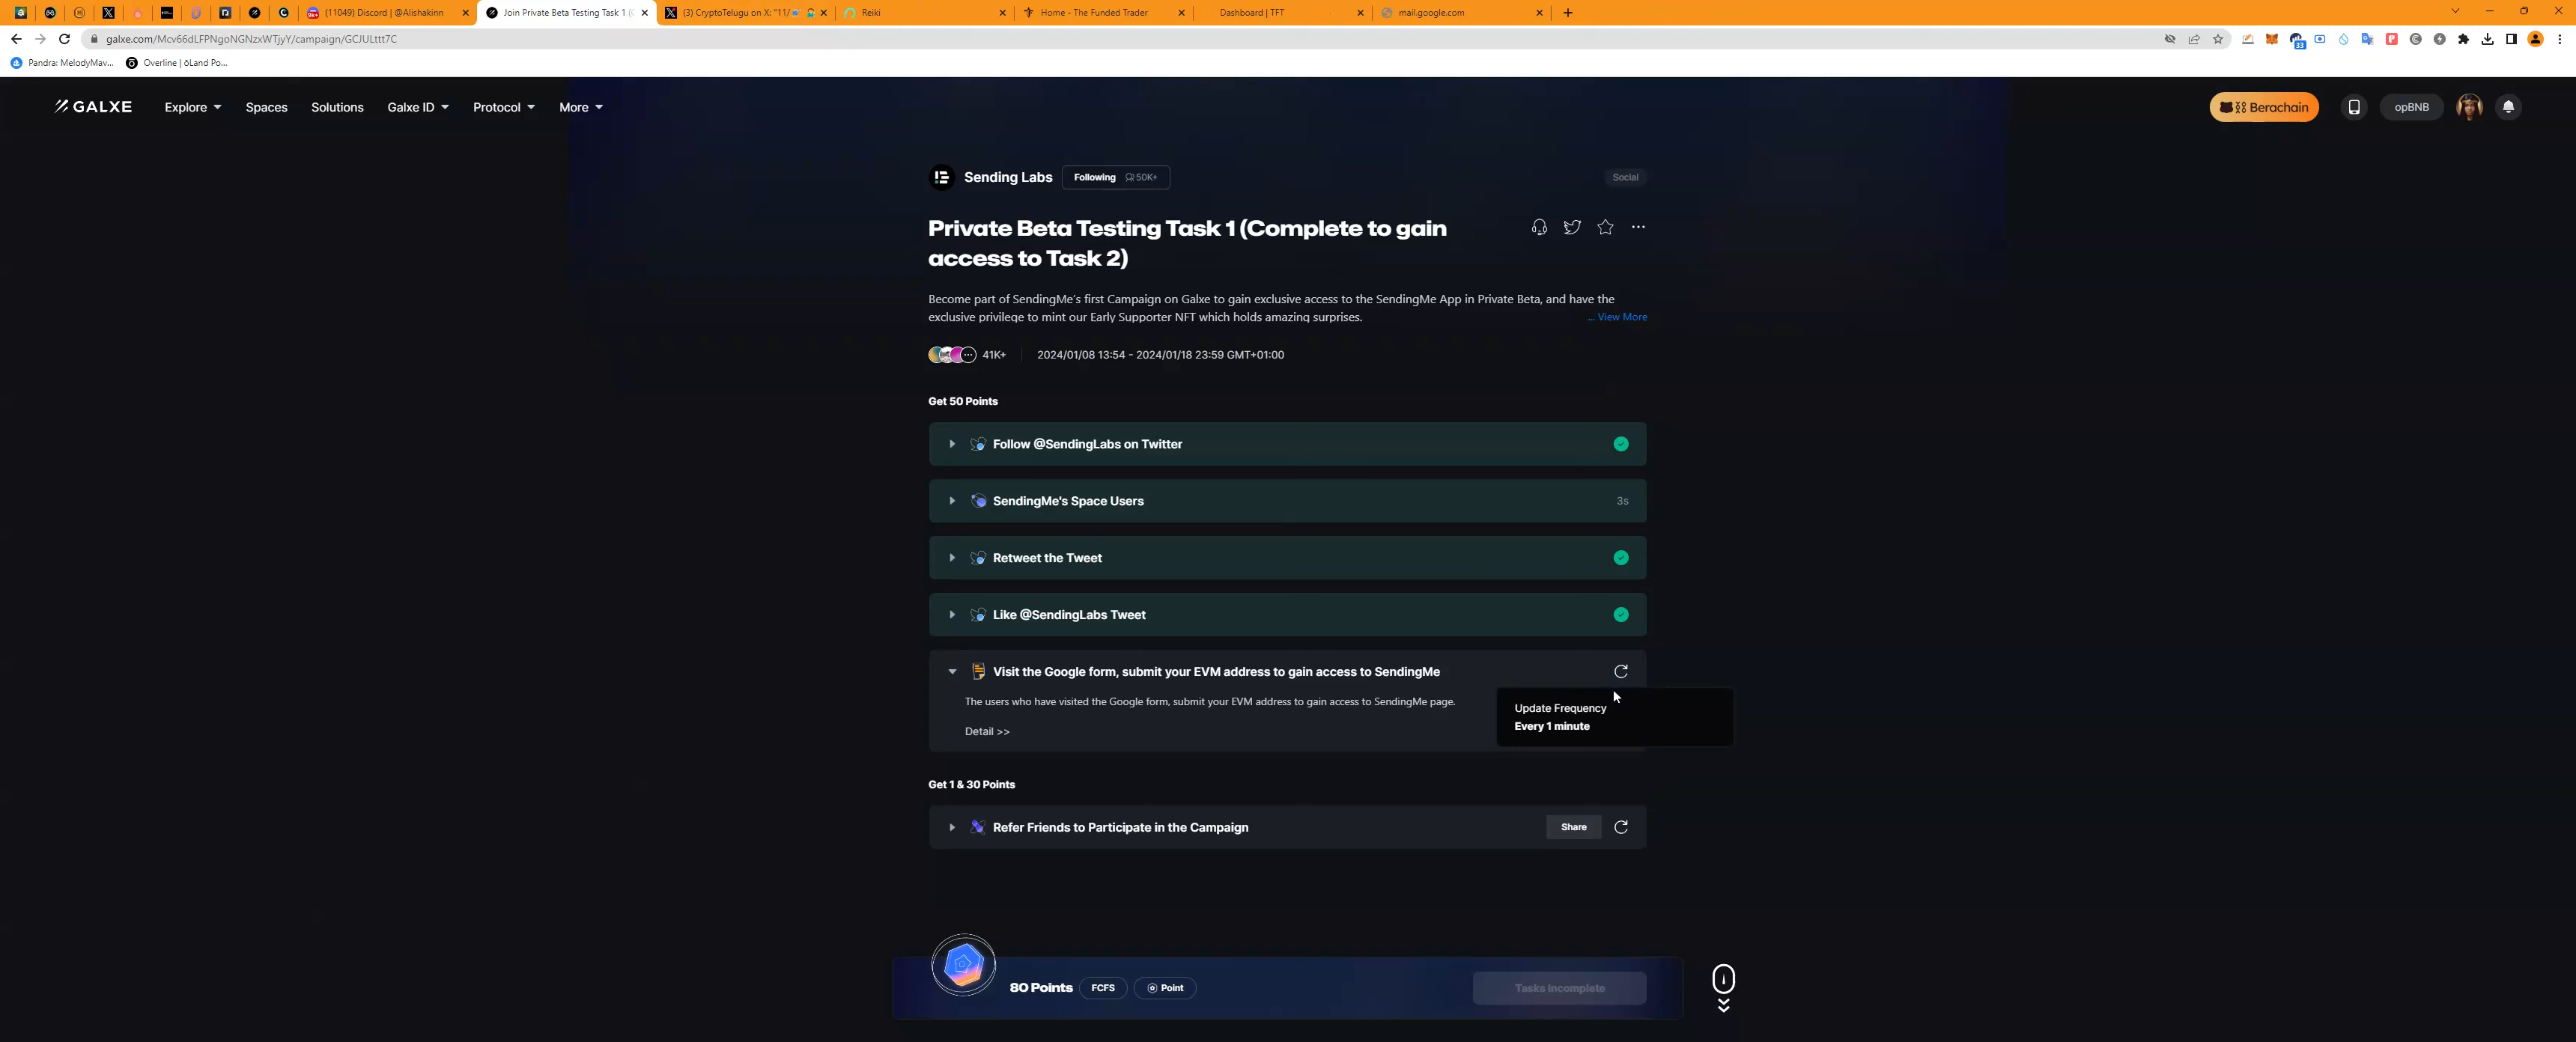 (11049) Discord | @Alishakinn
Join Private Beta Testing Task 1 (
(3) CryptoTelugu on X: "11/
Reiki
Home - The Funded Trader
Dashboard | TFT
mail.google.com
galxe.com/Mcv66dLFPNgoNGNzxWTjyY/campaign/GCJULttt7C
33
Pandra: MelodyMav...
Overline | ōLand Po...
GALXE
Explore
Spaces
Solutions
Galxe ID
Protocol
More
Berachain
opBNB
Sending Labs
Following
50K+
Social
Private Beta Testing Task 1 (Complete to gain
access to Task 2)
Become part of SendingMe's first Campaign on Galxe to gain exclusive access to the SendingMe App in Private Beta, and have the
exclusive privilege to mint our Early Supporter NFT which holds amazing surprises.
... View More
41K+
2024/01/08 13:54 - 2024/01/18 23:59 GMT+01:00
Get 50 Points
Follow @SendingLabs on Twitter
SendingMe's Space Users
3s
Retweet the Tweet
Like @SendingLabs Tweet
Visit the Google form, submit your EVM address to gain access to SendingMe
The users who have visited the Google form, submit your EVM address to gain access to SendingMe page.
Update Frequency
Every 1 minute
Detail >>
Get 1 & 30 Points
Refer Friends to Participate in the Campaign
Share
80 Points
FCFS
Point
Tasks Incomplete